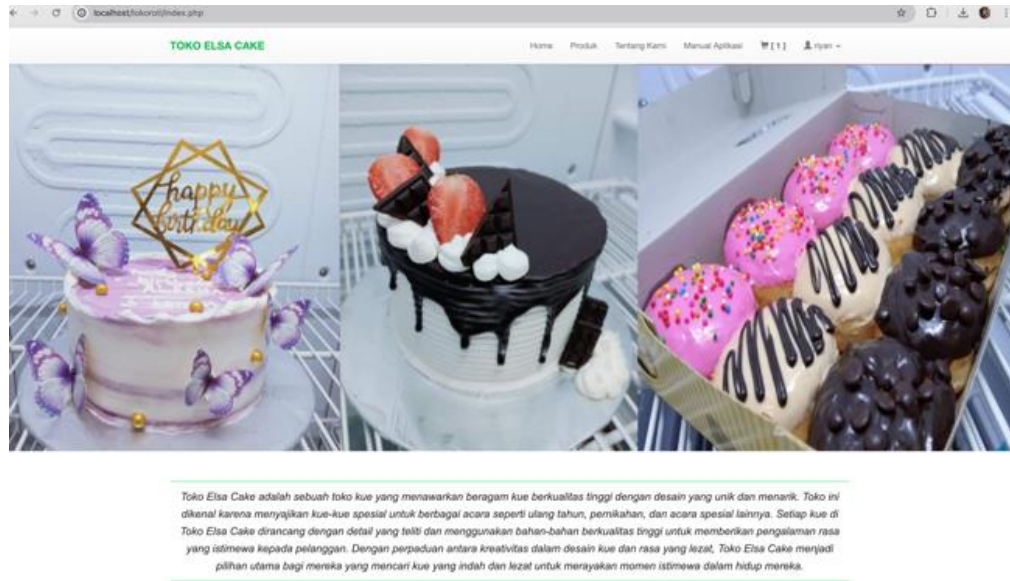 localhost/tokoroti/index.php
TOKO ELSA CAKE
Home Produk Tentang Kami Manual Aplikasi [ 1 ] riyan
happy
birthday
Toko Elsa Cake adalah sebuah toko kue yang menawarkan beragam kue berkualitas tinggi dengan desain yang unik dan menarik. Toko ini
dikenal karena menyajikan kue-kue spesial untuk berbagai acara seperti ulang tahun, pernikahan, dan acara spesial lainnya. Setiap kue di
Toko Elsa Cake dirancang dengan detail yang teliti dan menggunakan bahan-bahan berkualitas tinggi untuk memberikan pengalaman rasa
yang istimewa kepada pelanggan. Dengan perpaduan antara kreativitas dalam desain kue dan rasa yang lezat, Toko Elsa Cake menjadi
pilihan utama bagi mereka yang mencari kue yang indah dan lezat untuk merayakan momen istimewa dalam hidup mereka.